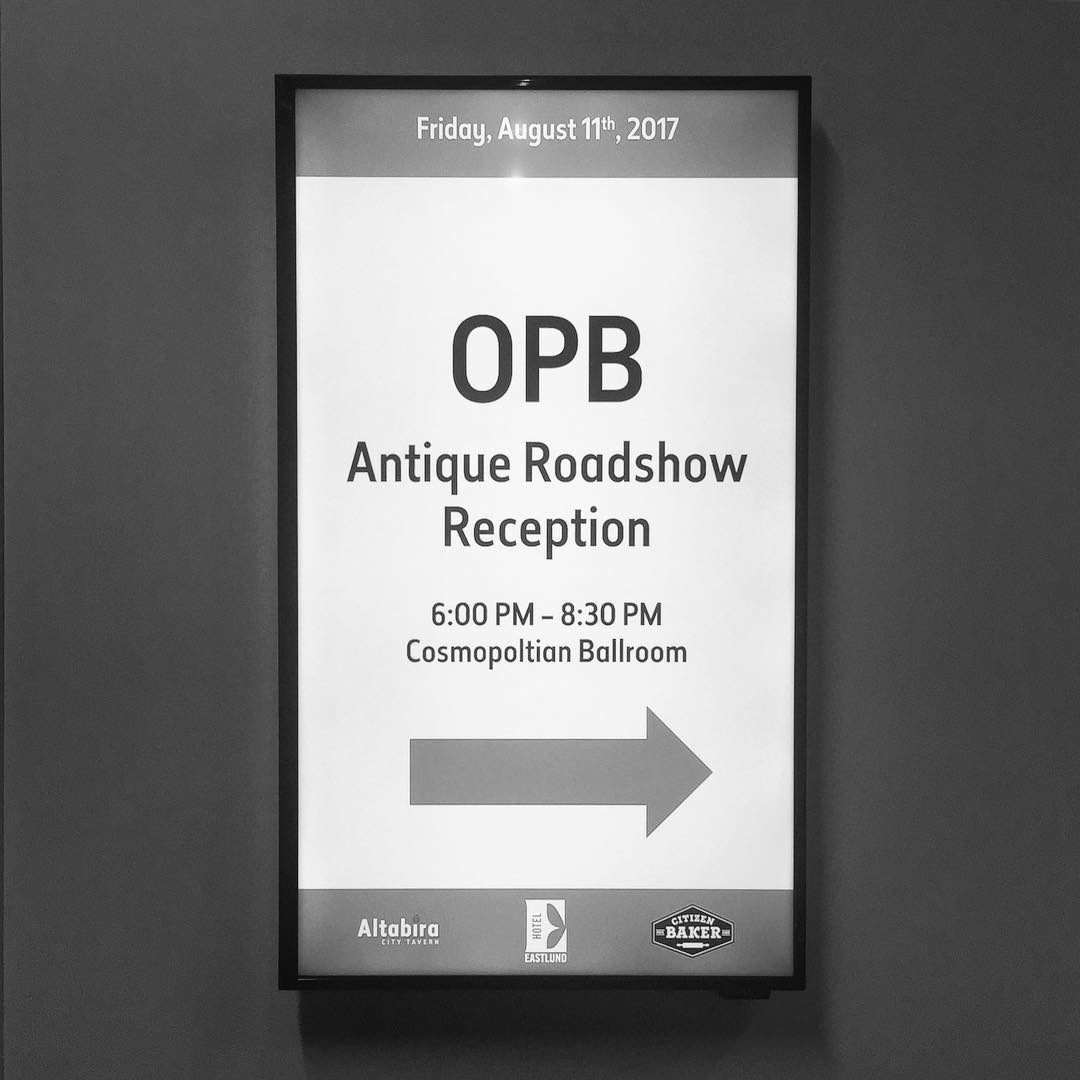 Friday, August 11th, 2017
OPB
Antique Roadshow
Reception
6:00 PM – 8:30 PM
Cosmopoltian Ballroom
Altabira
CITY TAVERN
HOTEL
EASTLUND
CITIZEN
BAKER